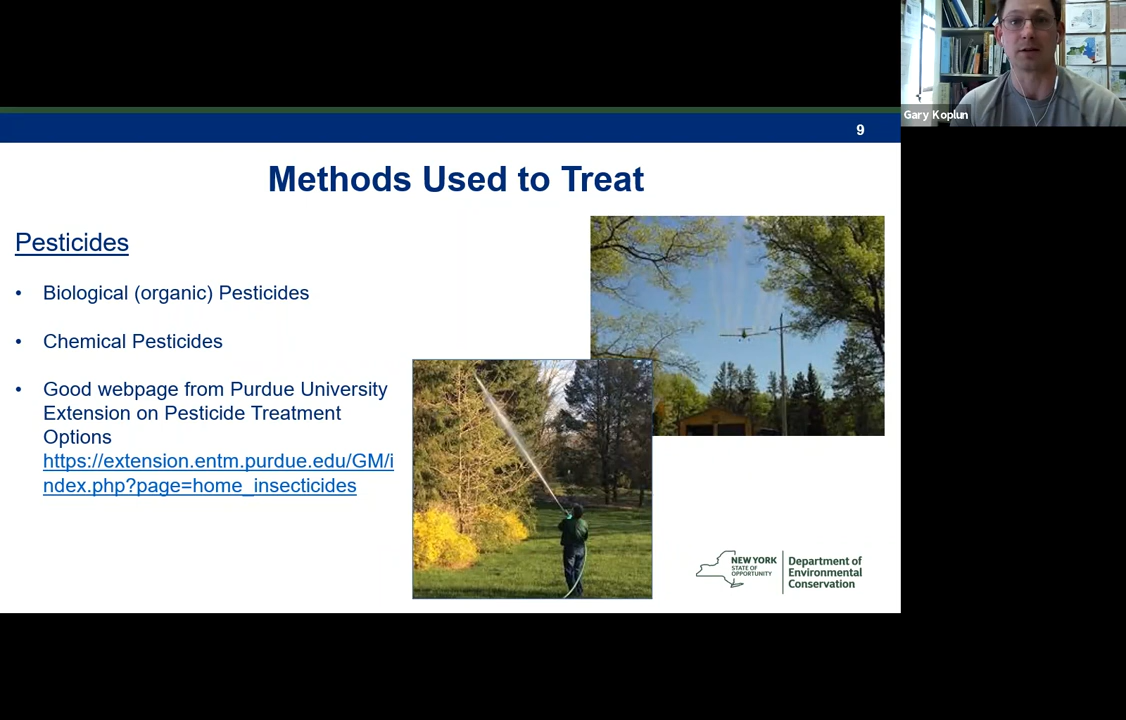 Gary Koplun
9
Methods Used to Treat
Pesticides
• Biological (organic) Pesticides
• Chemical Pesticides
• Good webpage from Purdue University
Extension on Pesticide Treatment
Options
https://extension.entm.purdue.edu/GM/i
ndex.php?page=home_insecticides
NEW YORK
STATE OF
OPPORTUNITY
Department of
Environmental
Conservation